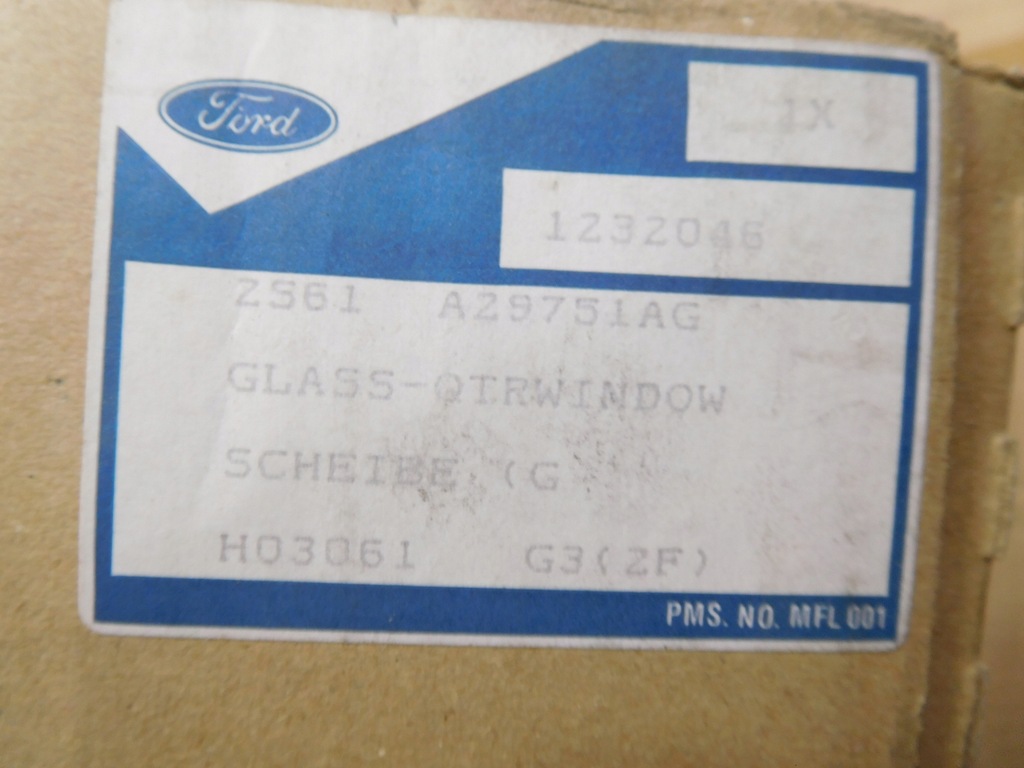 Ford
1X
1232046
2S61 A29751AG
GLASS-QTRWINDOW
SCHEIBE (G
H03061 G3(2F)
PMS. NO. MFL 001